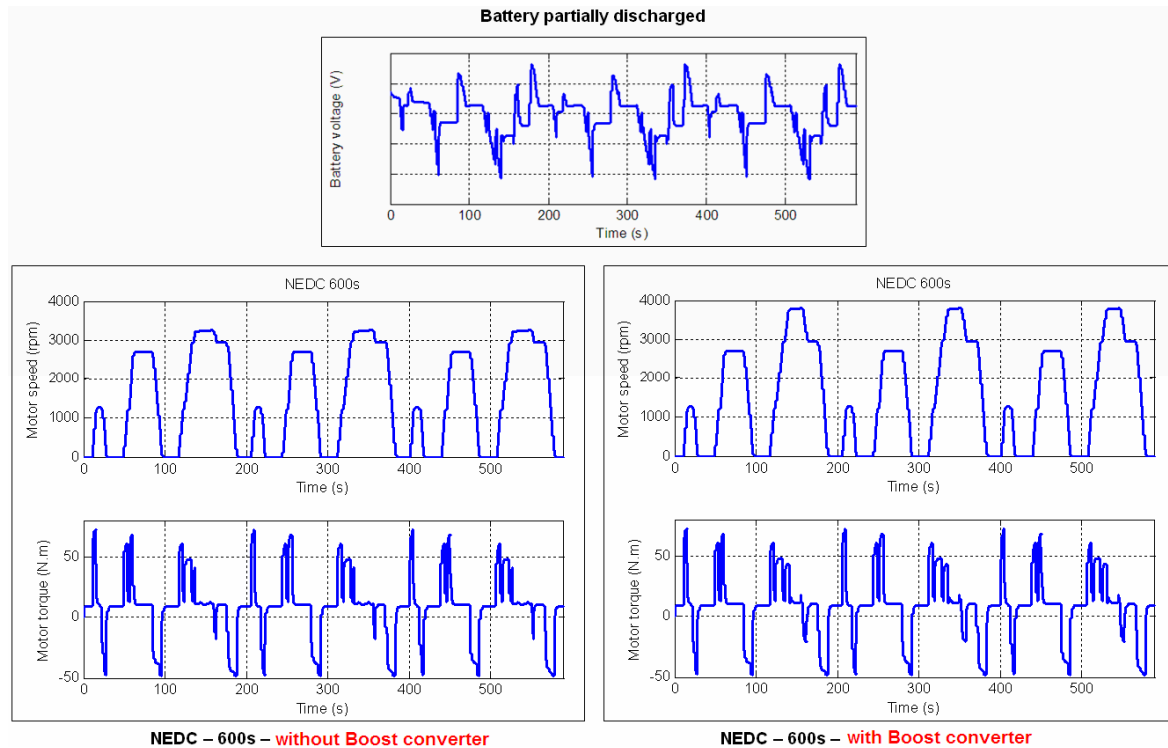 Battery partially discharged
Battery voltage (V)
0 100 200 300 400 500
Time (s)
NEDC 600s
Motor speed (rpm)
4000
3000
2000
1000
0
0 100 200 300 400 500
Time (s)
Motor torque (N.m)
50
0
-50
0 100 200 300 400 500
Time (s)
NEDC – 600s – without Boost converter
NEDC 600s
Motor speed (rpm)
4000
3000
2000
1000
0
0 100 200 300 400 500
Time (s)
Motor torque (N.m)
50
0
-50
0 100 200 300 400 500
Time (s)
NEDC – 600s – with Boost converter